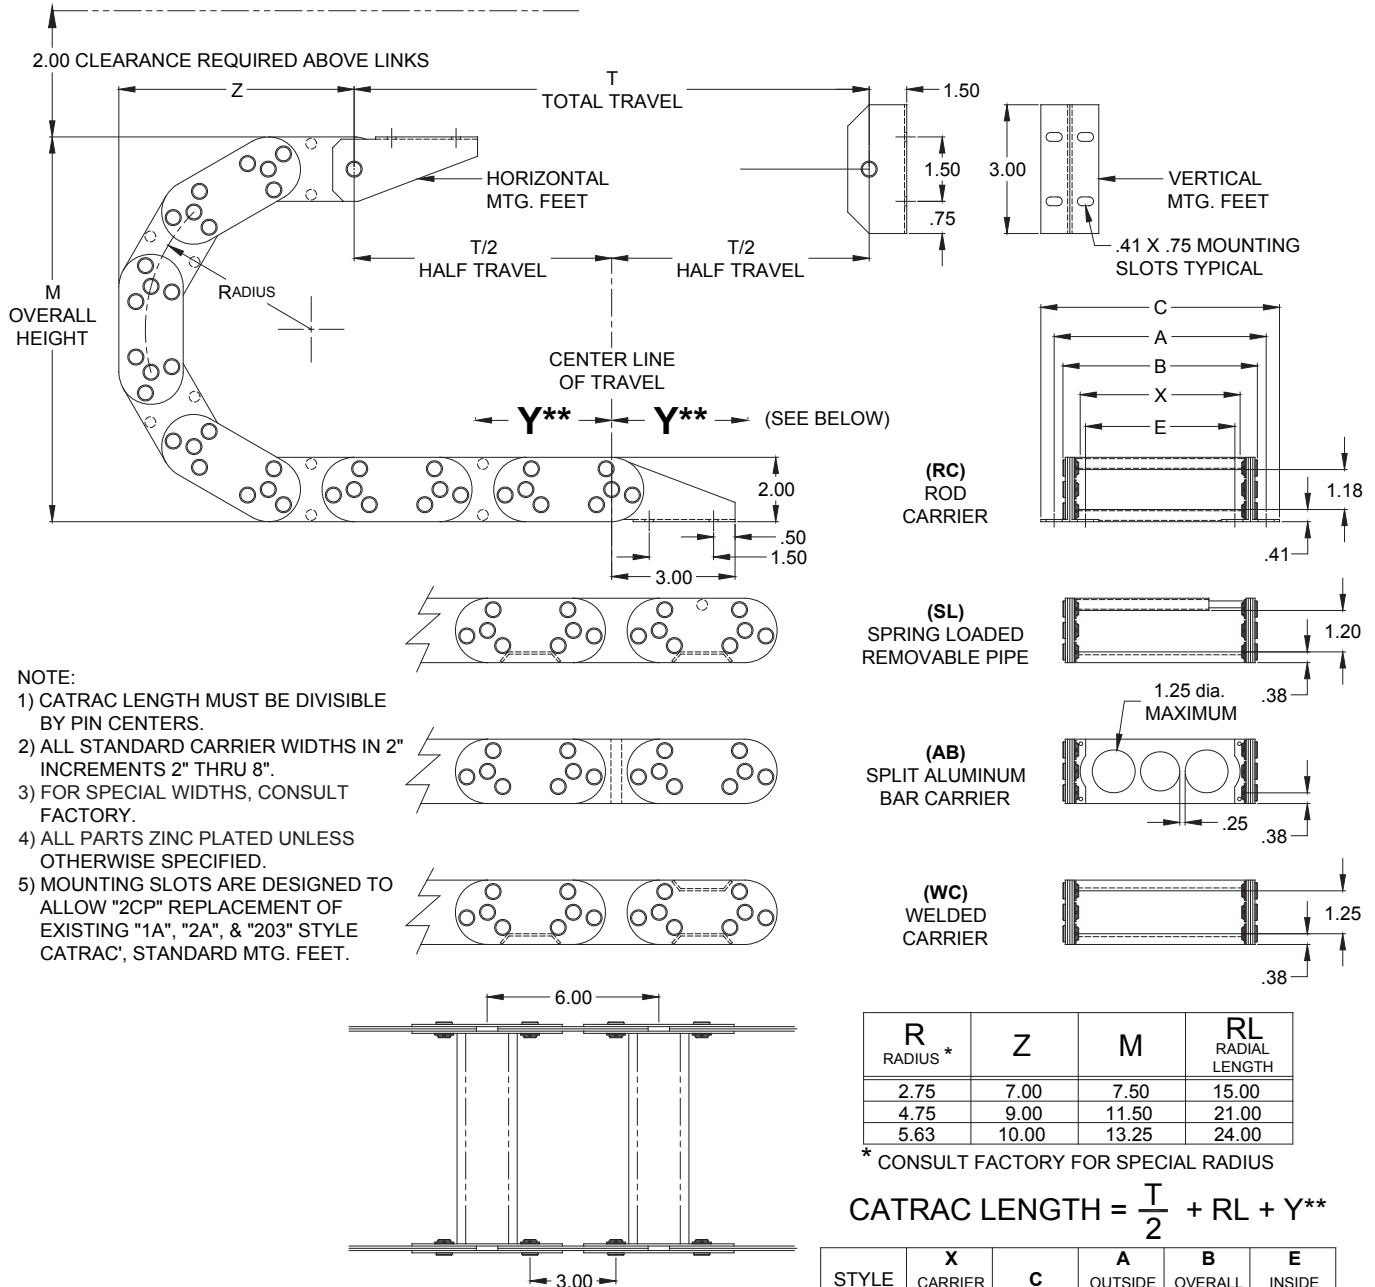 2.00 CLEARANCE REQUIRED ABOVE LINKS
Z
T
TOTAL TRAVEL
1.50
HORIZONTAL
MTG. FEET
1.50
.75
3.00
VERTICAL
MTG. FEET
.41 X .75 MOUNTING
SLOTS TYPICAL
T/2
HALF TRAVEL
T/2
HALF TRAVEL
M
OVERALL
HEIGHT
RADIUS
CENTER LINE
OF TRAVEL
Y** Y** (SEE BELOW)
2.00
.50
1.50
3.00
C
A
B
X
E
(RC)
ROD
CARRIER
1.18
.41
(SL)
SPRING LOADED
REMOVABLE PIPE
1.20
.38
1.25 dia.
MAXIMUM
(AB)
SPLIT ALUMINUM
BAR CARRIER
.25
.38
(WC)
WELDED
CARRIER
1.25
.38
NOTE:
1) CATRAC LENGTH MUST BE DIVISIBLE
BY PIN CENTERS.
2) ALL STANDARD CARRIER WIDTHS IN 2"
INCREMENTS 2" THRU 8".
3) FOR SPECIAL WIDTHS, CONSULT
FACTORY.
4) ALL PARTS ZINC PLATED UNLESS
OTHERWISE SPECIFIED.
5) MOUNTING SLOTS ARE DESIGNED TO
ALLOW "2CP" REPLACEMENT OF
EXISTING "1A", "2A", & "203" STYLE
CATRAC', STANDARD MTG. FEET.
6.00
3.00
R RADIUS * Z M RL RADIAL LENGTH
2.75 7.00 7.50 15.00
4.75 9.00 11.50 21.00
5.63 10.00 13.25 24.00
* CONSULT FACTORY FOR SPECIAL RADIUS
CATRAC LENGTH = T/2 + RL + Y**
STYLE X CARRIER C A OUTSIDE B OVERALL E INSIDE